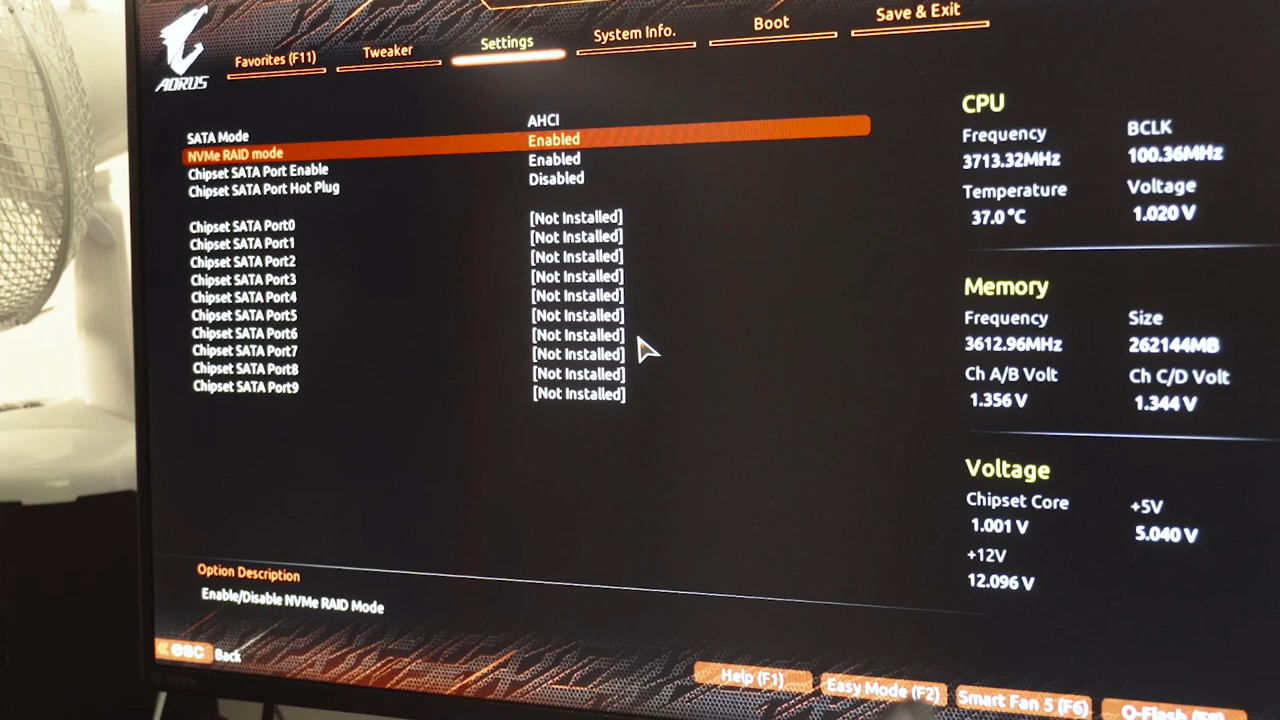 AORUS
Favorites (F11)
Tweaker
Settings
System Info.
Boot
Save & Exit
SATA Mode AHCI
NVMe RAID mode Enabled
Chipset SATA Port Enable Enabled
Chipset SATA Port Hot Plug Disabled
Chipset SATA Port0 [Not Installed]
Chipset SATA Port1 [Not Installed]
Chipset SATA Port2 [Not Installed]
Chipset SATA Port3 [Not Installed]
Chipset SATA Port4 [Not Installed]
Chipset SATA Port5 [Not Installed]
Chipset SATA Port6 [Not Installed]
Chipset SATA Port7 [Not Installed]
Chipset SATA Port8 [Not Installed]
Chipset SATA Port9 [Not Installed]
CPU
Frequency BCLK
3713.32MHz 100.36MHz
Temperature Voltage
37.0 °C 1.020 V
Memory
Frequency Size
3612.96MHz 262144MB
Ch A/B Volt Ch C/D Volt
1.356 V 1.344 V
Voltage
Chipset Core +5V
1.001 V 5.040 V
+12V
12.096 V
Option Description
Enable/Disable NVMe RAID Mode
« esc Back
Help (F1)
Easy Mode (F2)
Smart Fan 5 (F6)
Q-Flash
HDMI